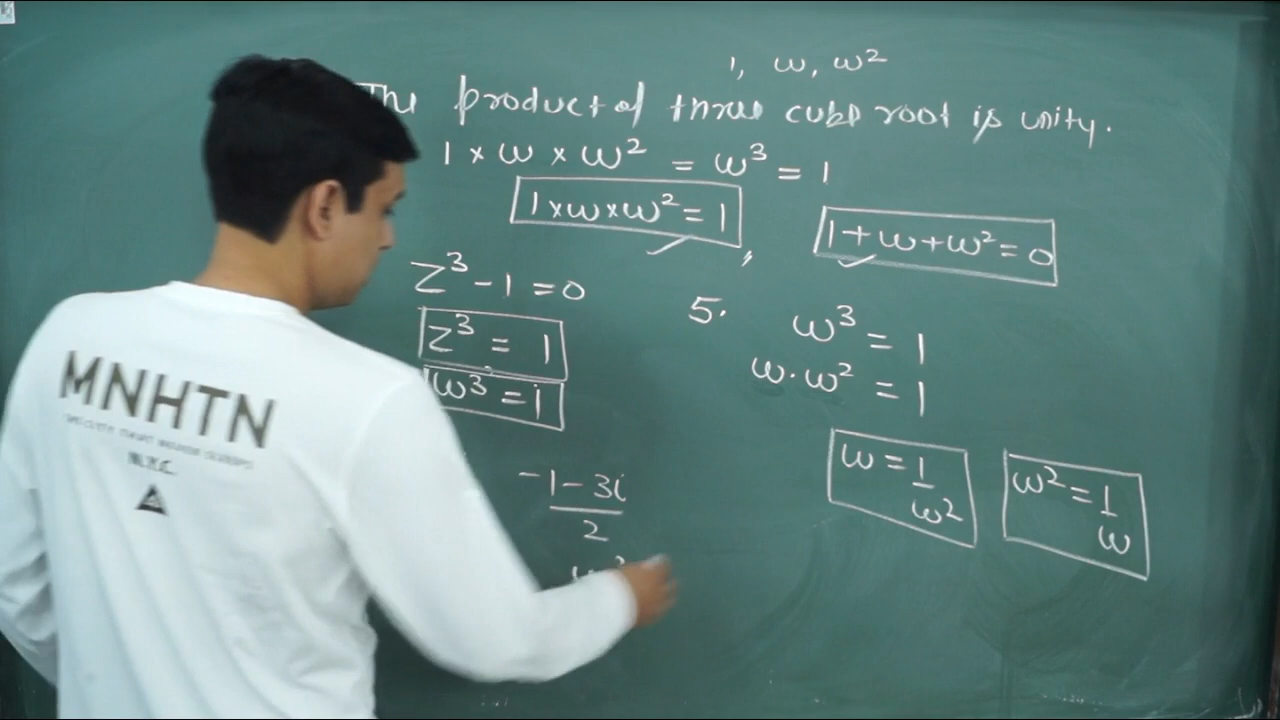 1, ω, ω²
The product of three cube root is unity.
1 × ω × ω² = ω³ = 1
1×ω×ω² = 1
1+ω+ω² = 0
Z³ - 1 = 0
Z³ = 1
ω³ = 1
5.
ω³ = 1
ω·ω² = 1
ω = 1/ω²
ω² = 1/ω
-1-3i
2
MNHTN
N.Y.C.